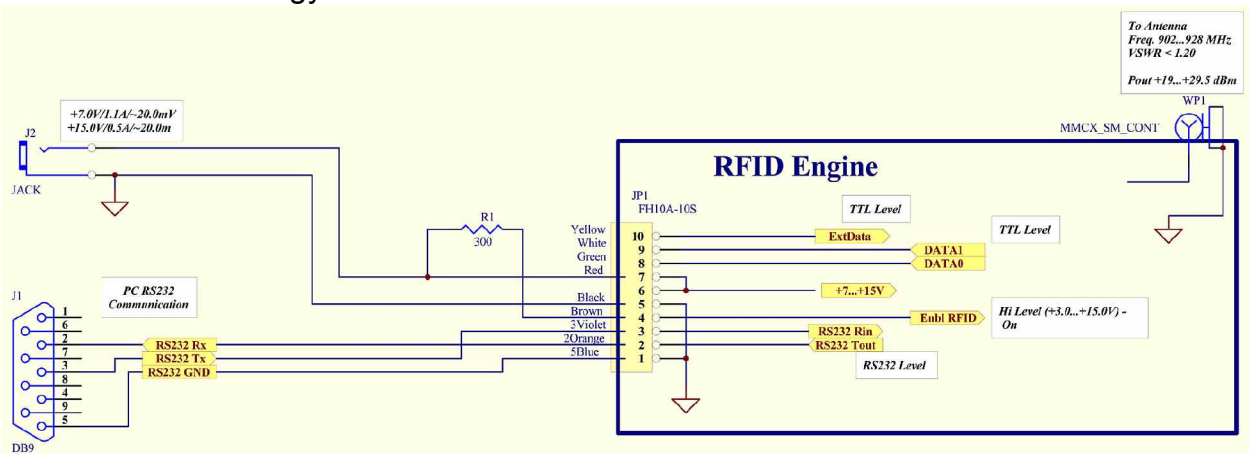 To Antenna
Freq. 902...928 MHz
VSWR < 1.20
Pout +19...+29.5 dBm
WP1
MMCX_SM_CONT
+7.0V/1.1A/~20.0mV
+15.0V/0.5A/~20.0m
J2
JACK
RFID Engine
JP1
FH10A-10S
R1
300
Yellow
White
Green
Red
Black
Brown
3Violet
2Orange
5Blue
10
9
8
7
6
5
4
3
2
1
TTL Level
ExtData
TTL Level
DATA1
DATA0
+7...+15V
Enbl RFID
Hi Level (+3.0...+15.0V) -
On
RS232 Rin
RS232 Tout
RS232 Level
PC RS232
Communication
J1
1
6
2
7
3
8
4
9
5
DB9
RS232 Rx
RS232 Tx
RS232 GND